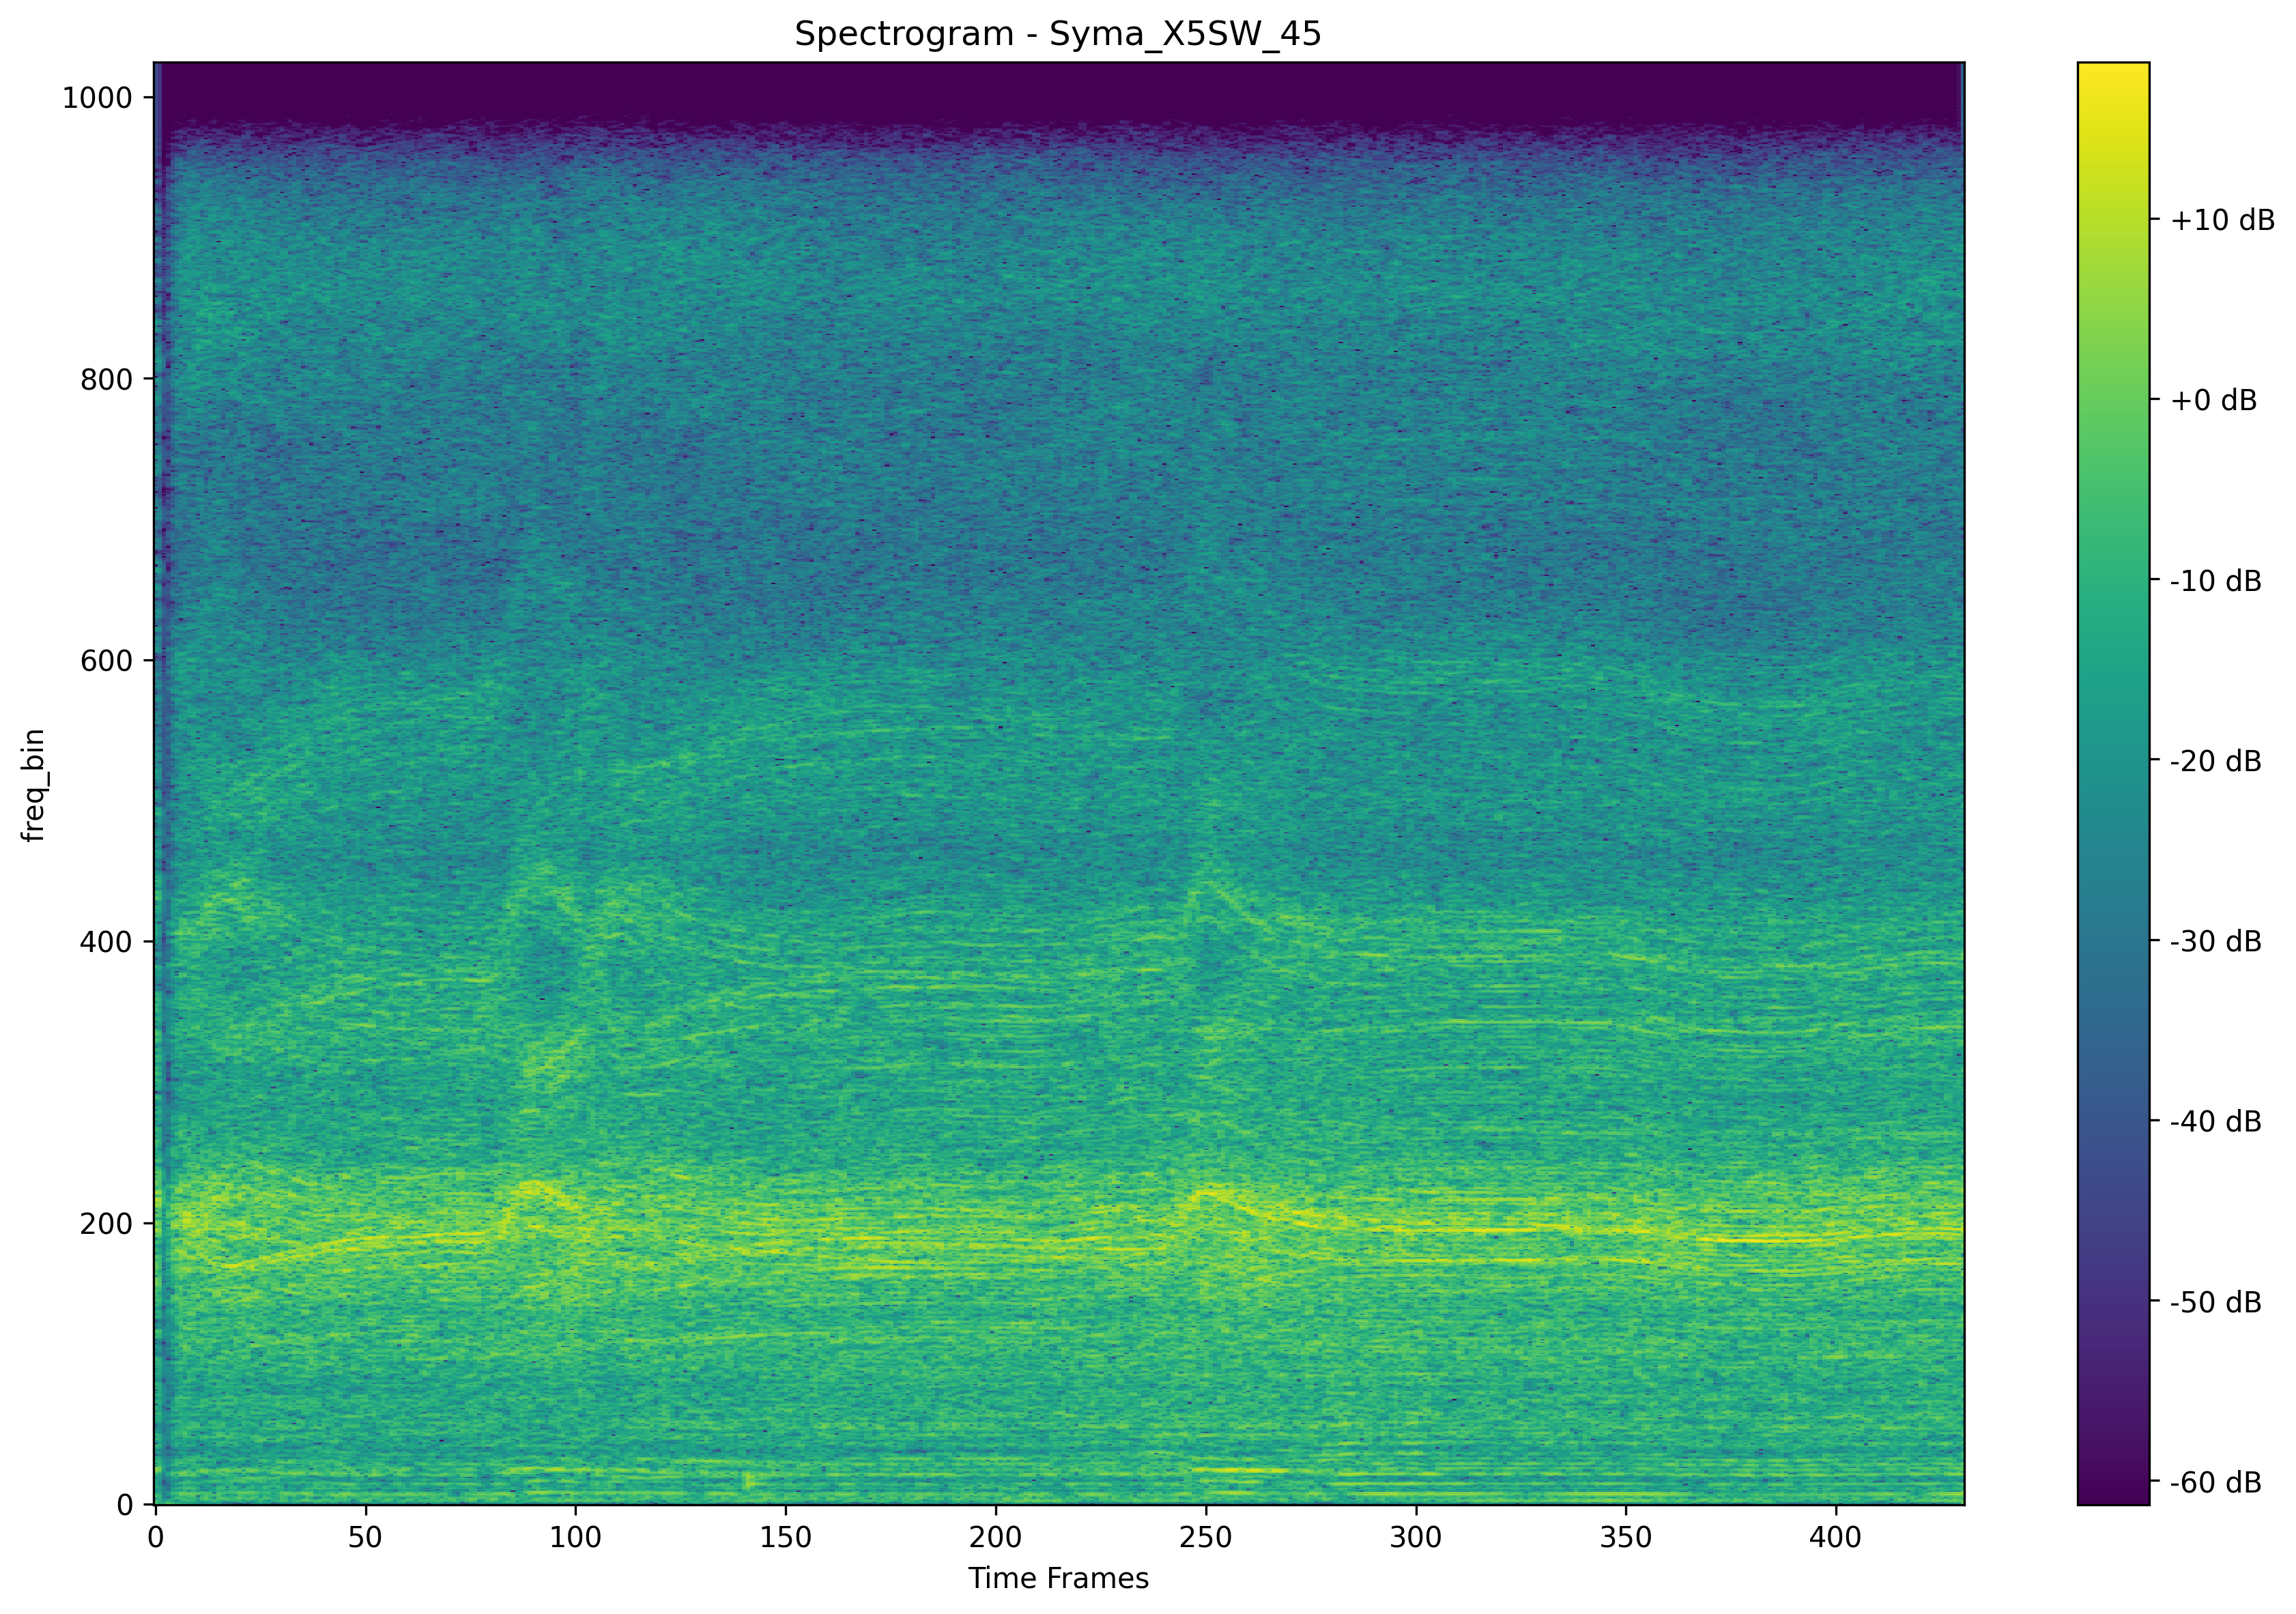 Spectrogram - Syma_X5SW_45
1000
800
600
400
200
0
freq_bin
0 50 100 150 200 250 300 350 400
Time Frames
+10 dB
+0 dB
-10 dB
-20 dB
-30 dB
-40 dB
-50 dB
-60 dB